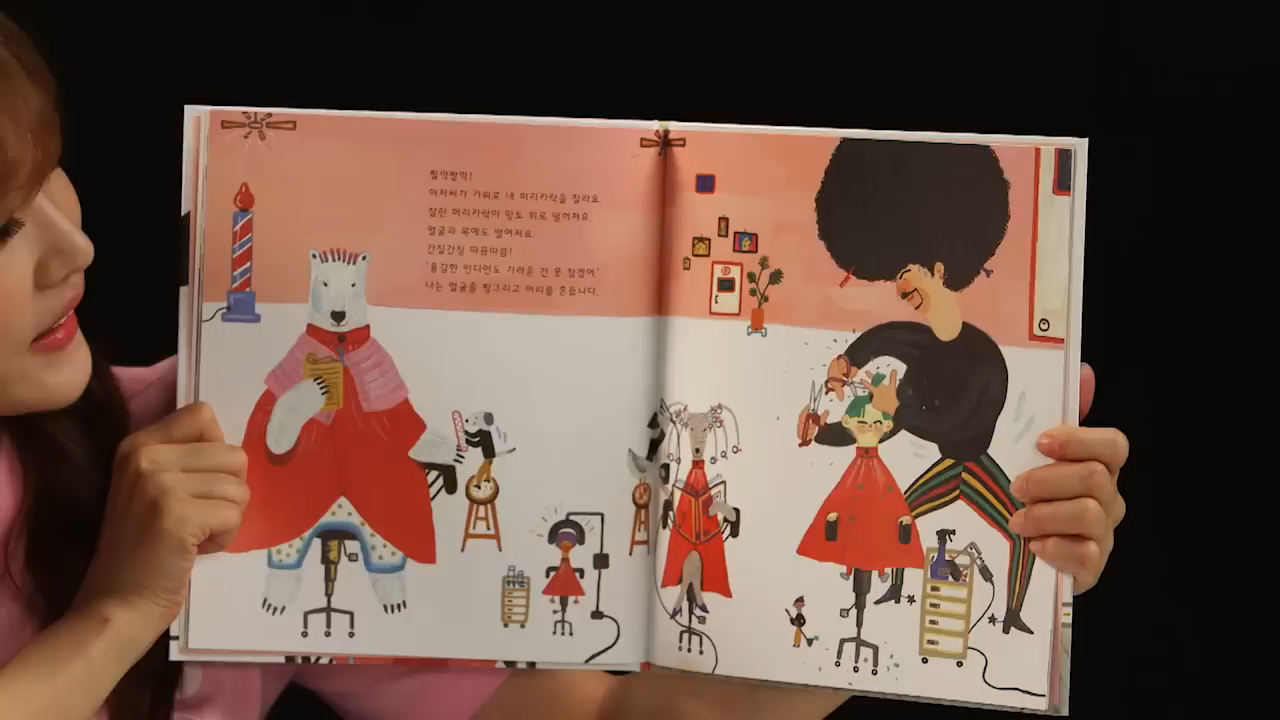 찰칵찰칵!
아저씨가 가위로 내 머리카락을 잘라요.
잘린 머리카락이 망토 위로 떨어져요.
얼굴과 목에도 떨어져요.
간질간질 따끔따끔!
'용감한 인디언도 가려운 건 못 참겠어.'
나는 얼굴을 찡그리고 머리를 흔듭니다.